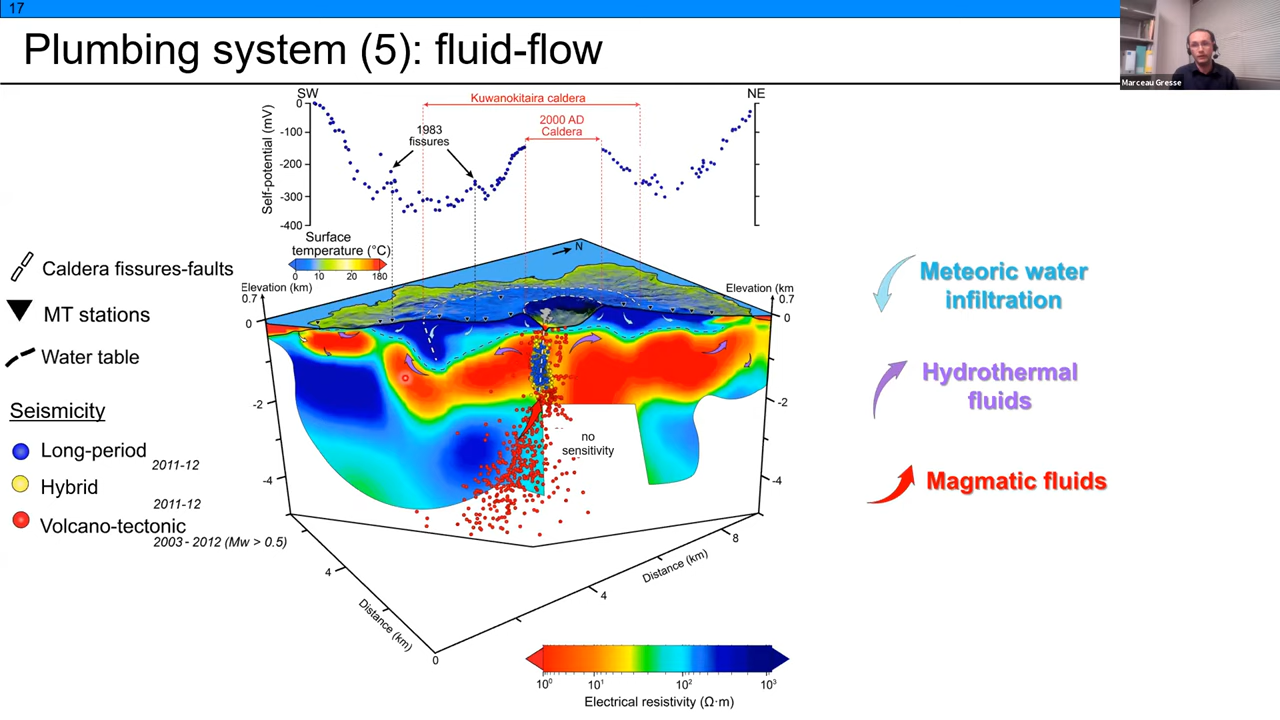 17
Plumbing system (5): fluid-flow
Marceau Gresse
SW
NE
Kuwanokitaira caldera
2000 AD
Caldera
1983
fissures
Self-potential (mV)
0
-100
-200
-300
-400
Surface
temperature (°C)
0 10 20 180
N
Elevation (km)
0.7
0
-2
-4
Elevation (km
0.7
0
-2
-4
no
sensitivity
Distance (km)
4
0
Distance (km)
4
8
10⁰ 10¹ 10² 10³
Electrical resistivity (Ω·m)
Caldera fissures-faults
MT stations
Water table
Seismicity
Long-period
2011-12
Hybrid
2011-12
Volcano-tectonic
2003 - 2012 (Mw > 0.5)
Meteoric water
infiltration
Hydrothermal
fluids
Magmatic fluids